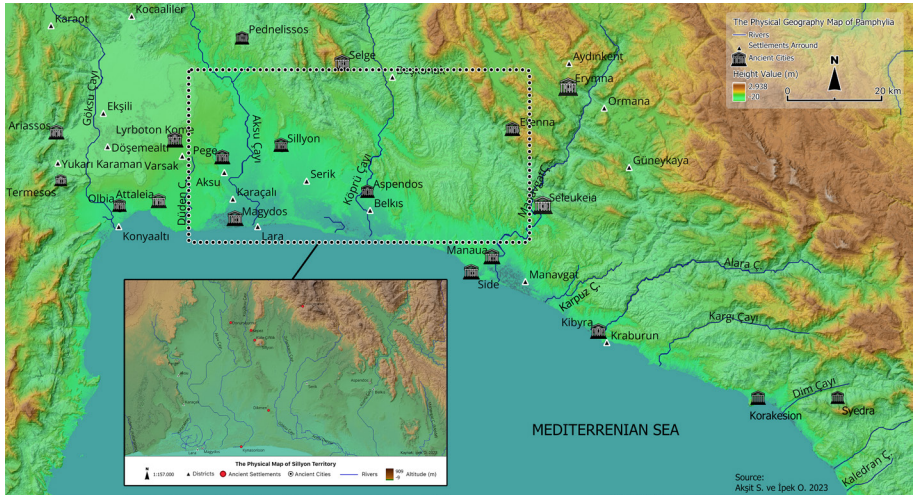 Kocaaliler
Karaot
Pednelissos
The Physical Geography Map of Pamphylia
Rivers
Settlements Arround
Ancient Cities
Height Value (m)
2.938
-20
N
0
20 km
Selge
Aydınkent
Erymna
Ormana
Göksu Çayı
Ekşili
Ariassos
Lyrboton Kome
Döşemealtı
Varsak
Pege
Aksu Çayı
Sillyon
Etenna
Yukarı Karaman
Güneykaya
Termesos
Aksu
Serik
Köprü Çayı
Aspendos
Seleukeia
Olbia
Attaleia
Düden Ç.
Karaçalı
Magydos
Belkıs
Konyaaltı
Lara
Manaua
Side
Manavgat
Karpuz Ç.
Alara Ç.
Kibyra
Kraburun
Kargı Çayı
Dim Çayı
Korakesion
Syedra
MEDITERRENIAN SEA
Kaledran Ç.
Source:
Akşit S. ve İpek O. 2023
The Physical Map of Sillyon Territory
N
1:157.000
Districts
Ancient Settlements
Ancient Cities
Rivers
Altitude (m)